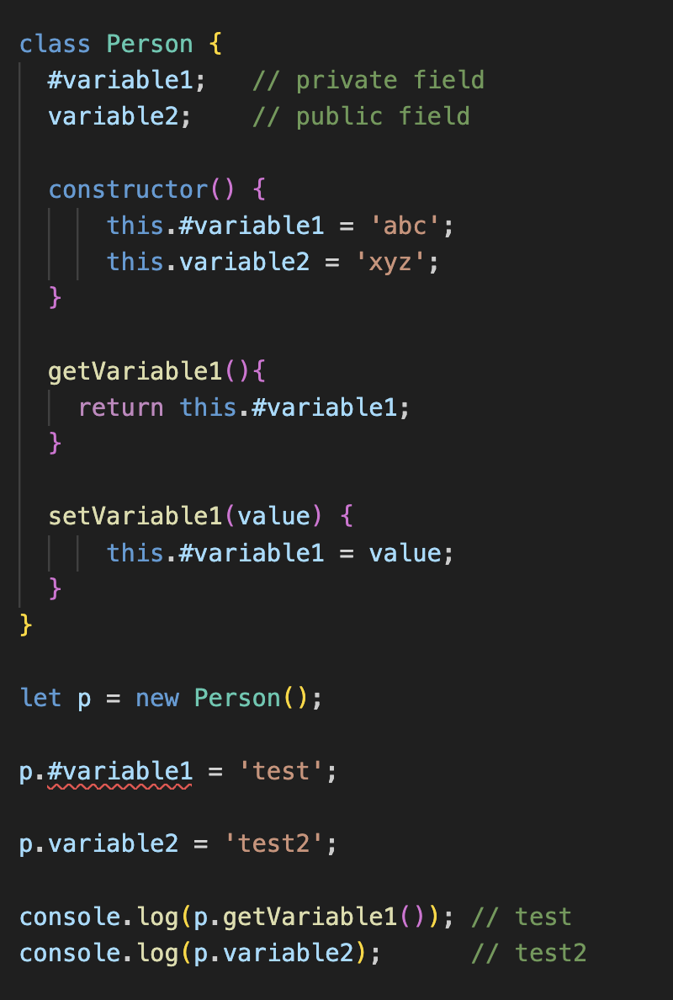 class Person {
#variable1;   // private field
variable2;    // public field
constructor() {
this.#variable1 = 'abc';
this.variable2 = 'xyz';
}
getVariable1(){
return this.#variable1;
}
setVariable1(value) {
this.#variable1 = value;
}
}
let p = new Person();
p.#variable1 = 'test';
p.variable2 = 'test2';
console.log(p.getVariable1()); // test
console.log(p.variable2);      // test2